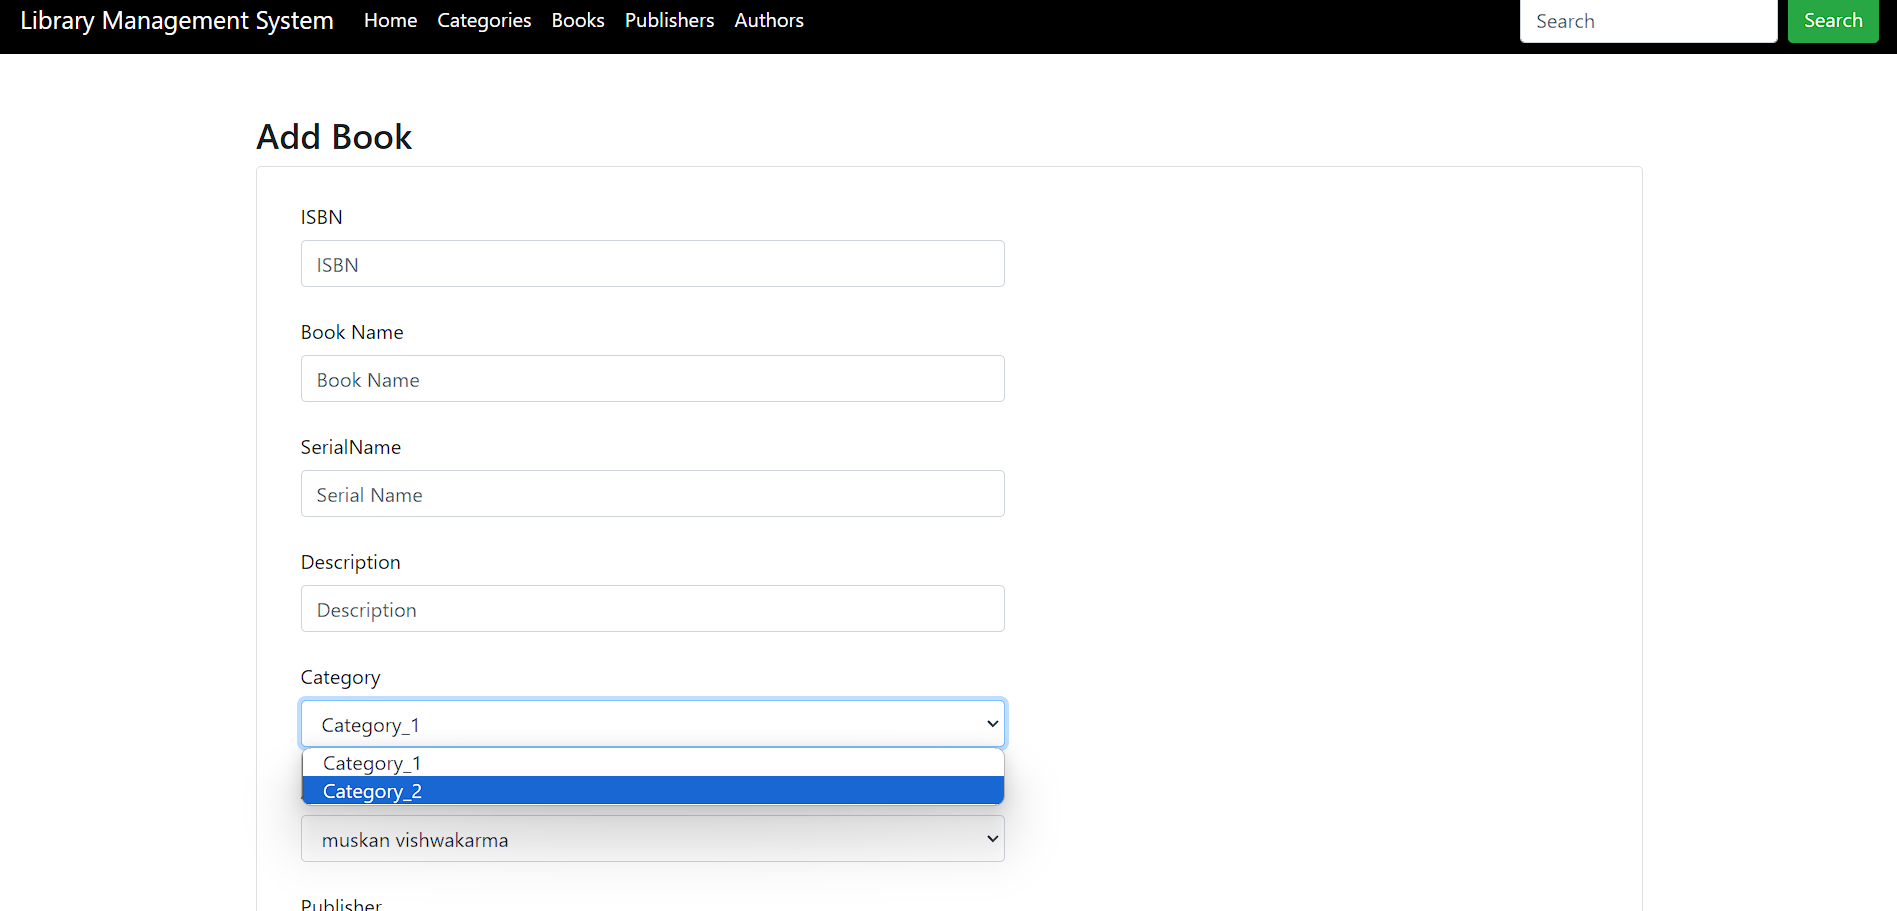 Library Management System Home Categories Books Publishers Authors Search Search
Add Book
ISBN
ISBN
Book Name
Book Name
SerialName
Serial Name
Description
Description
Category
Category_1
Category_1
Category_2
muskan vishwakarma
Publisher